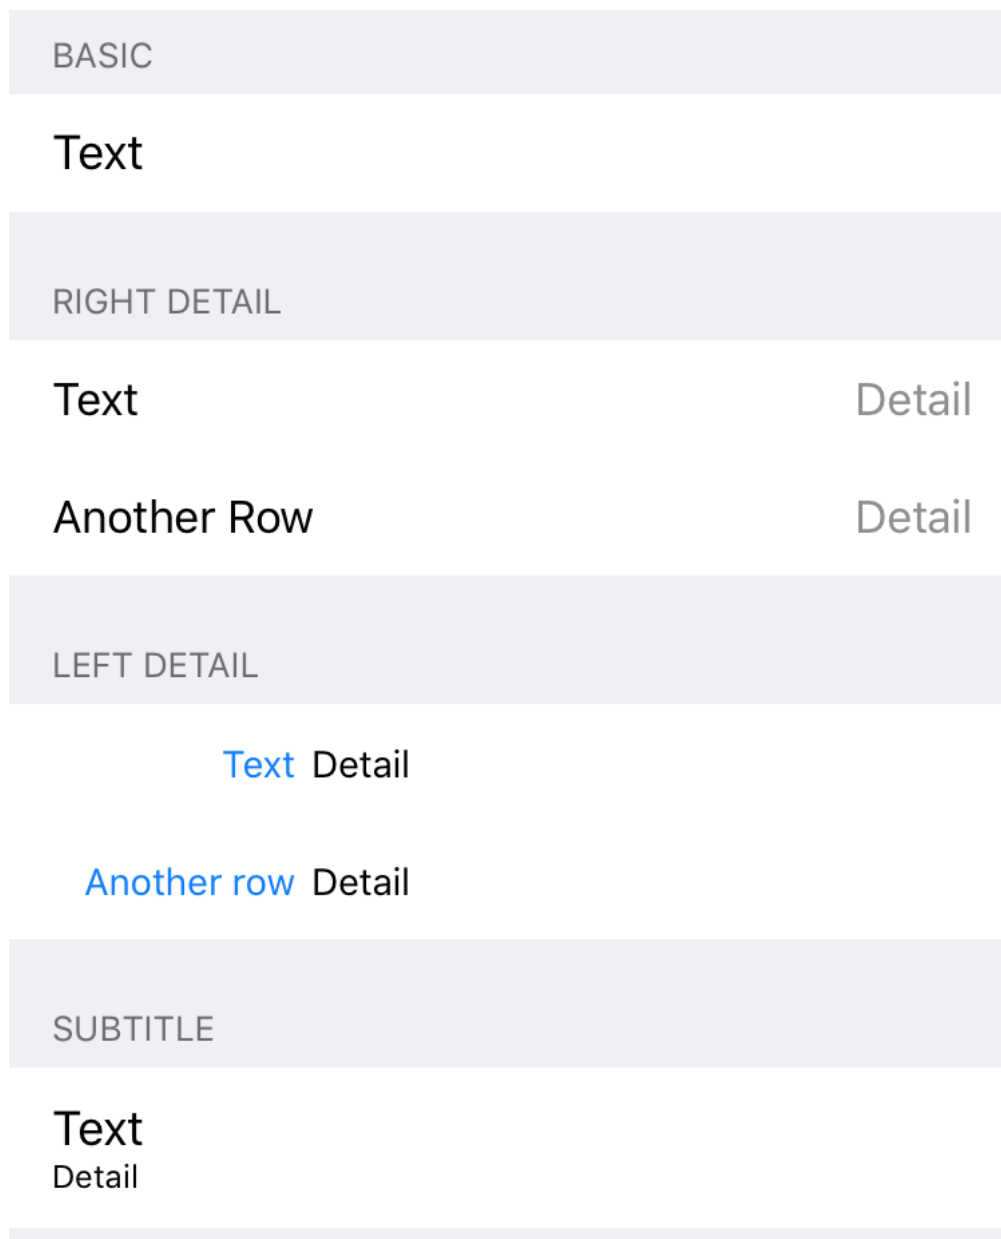 BASIC
Text
RIGHT DETAIL
Text Detail
Another Row Detail
LEFT DETAIL
Text Detail
Another row Detail
SUBTITLE
Text
Detail